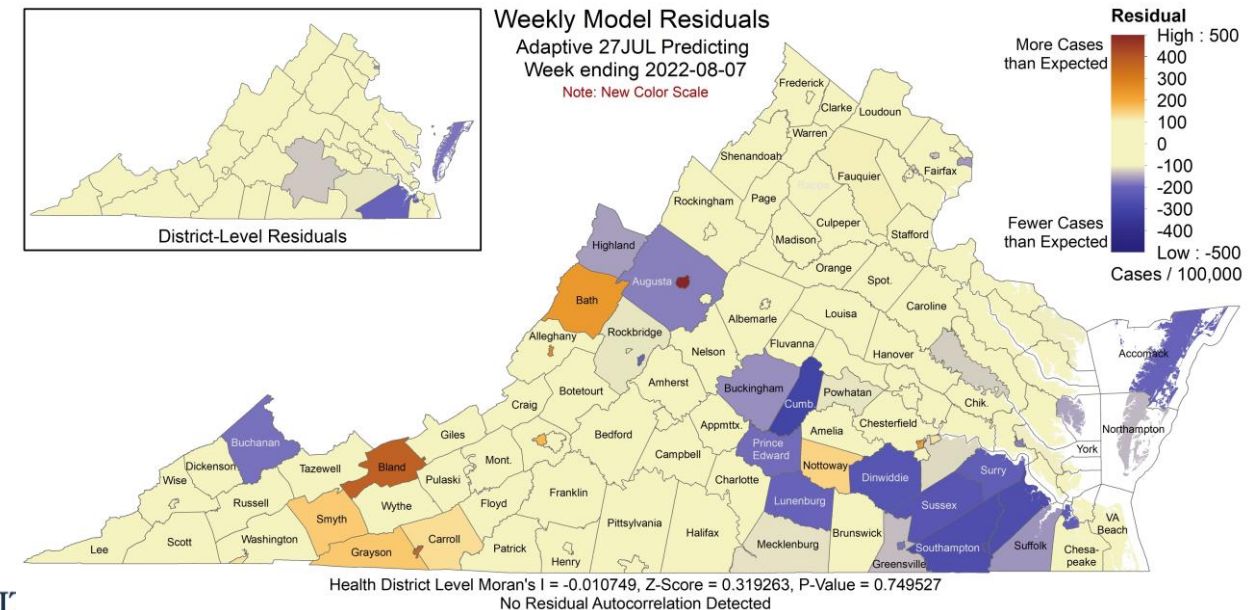 Weekly Model Residuals
Adaptive 27JUL Predicting
Week ending 2022-08-07
Note: New Color Scale
District-Level Residuals
Residual
More Cases
than Expected
High : 500
400
300
200
100
0
-100
-200
-300
-400
Low : -500
Fewer Cases
than Expected
Cases / 100,000
Frederick
Clarke
Loudoun
Warren
Shenandoah
Fauquier
Fairfax
Rappa.
Page
Rockingham
Culpeper
Stafford
Madison
Highland
Augusta
Orange
Spot.
Caroline
Bath
Albemarle
Louisa
Rockbridge
Alleghany
Nelson
Fluvanna
Hanover
Accomack
Botetourt
Amherst
Buckingham
Cumb.
Powhatan
Chik.
Craig
Northampton
Appmttx.
Amelia
Chesterfield
Buchanan
Giles
Bedford
Prince
Edward
York
Dickenson
Tazewell
Bland
Mont.
Campbell
Nottoway
Wise
Pulaski
Charlotte
Dinwiddie
Surry
Russell
Wythe
Franklin
Lunenburg
Sussex
Smyth
Floyd
VA
Beach
Pittsylvania
Halifax
Brunswick
Washington
Carroll
Lee
Scott
Grayson
Patrick
Henry
Mecklenburg
Greensville
Southampton
Suffolk
Chesa-
peake
Health District Level Moran's I = -0.010749, Z-Score = 0.319263, P-Value = 0.749527
No Residual Autocorrelation Detected